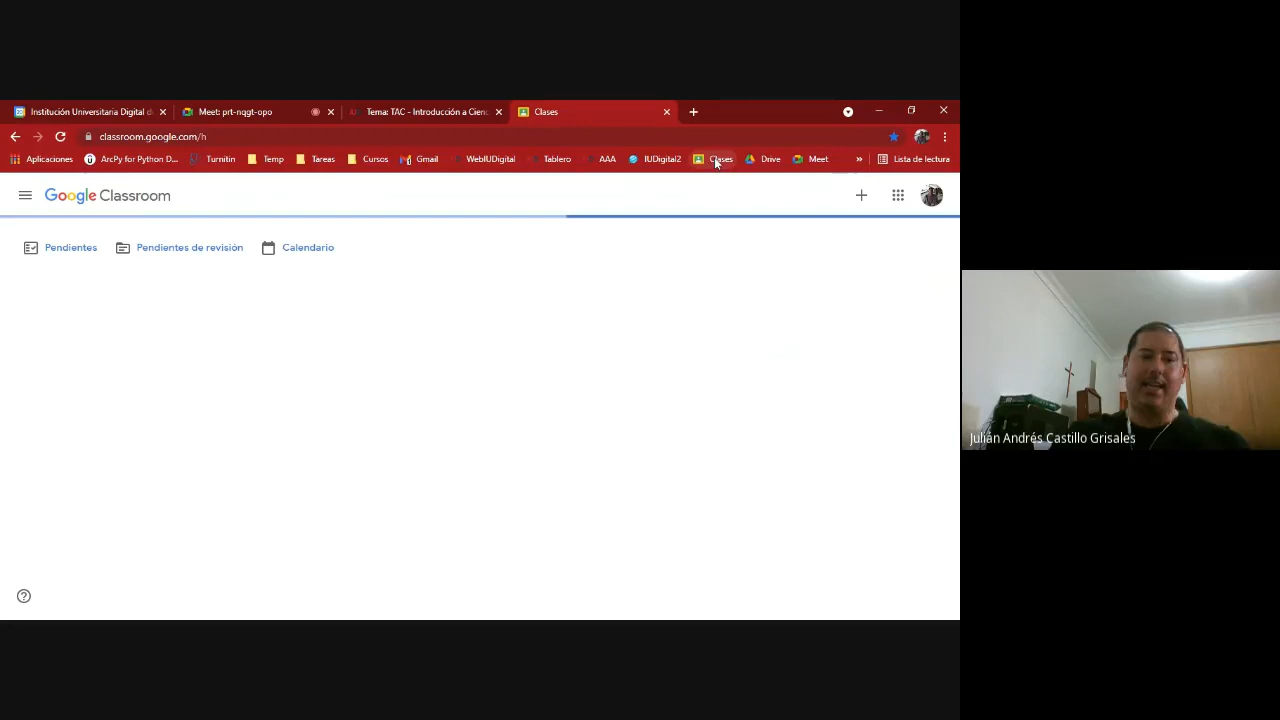 Institución Universitaria Digital d
Meet: prt-nqgt-opo
Tema: TAC - Introducción a Cienc
Clases
classroom.google.com/h
Aplicaciones
ArcPy for Python D...
Turnitin
Temp
Tareas
Cursos
Gmail
WebIUDigital
Tablero
AAA
IUDigital2
Clases
Drive
Meet
»
Lista de lectura
Google Classroom
Pendientes
Pendientes de revisión
Calendario
Julián Andrés Castillo Grisales